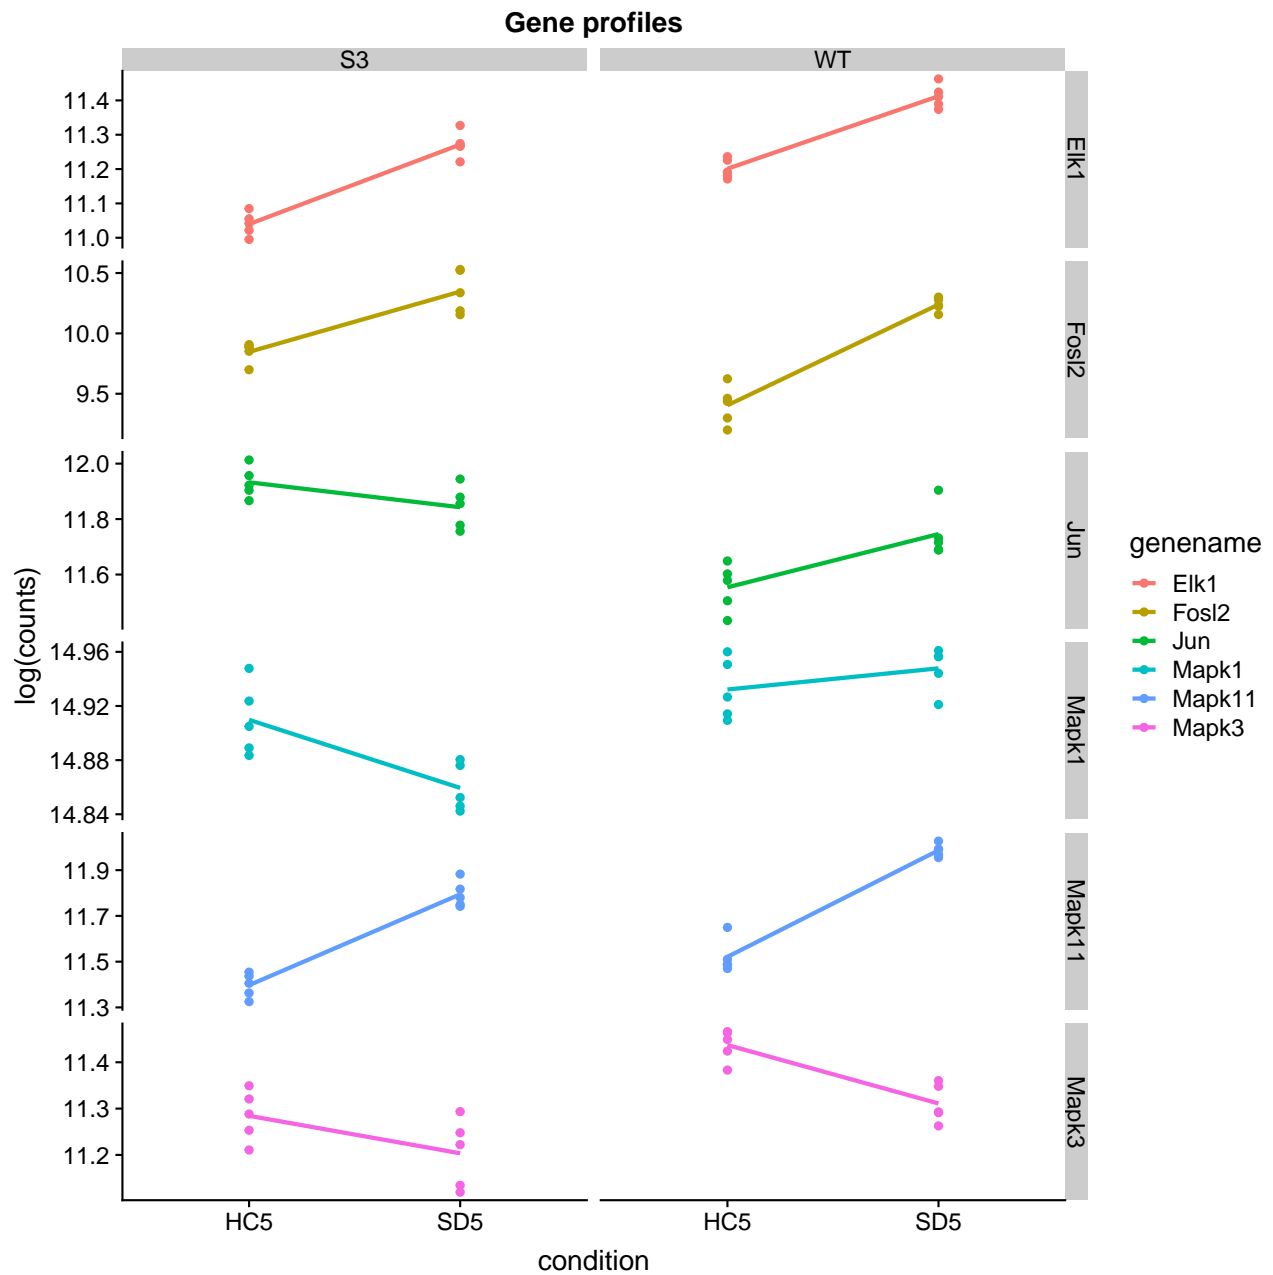 Gene profiles
S3
WT
11.4
11.3
11.2
11.1
11.0
Elk1
10.5
10.0
9.5
Fosl2
12.0
11.8
11.6
Jun
14.96
14.92
14.88
14.84
Mapk1
11.9
11.7
11.5
11.3
Mapk11
11.4
11.3
11.2
Mapk3
log(counts)
HC5
SD5
HC5
SD5
condition
genename
Elk1
Fosl2
Jun
Mapk1
Mapk11
Mapk3